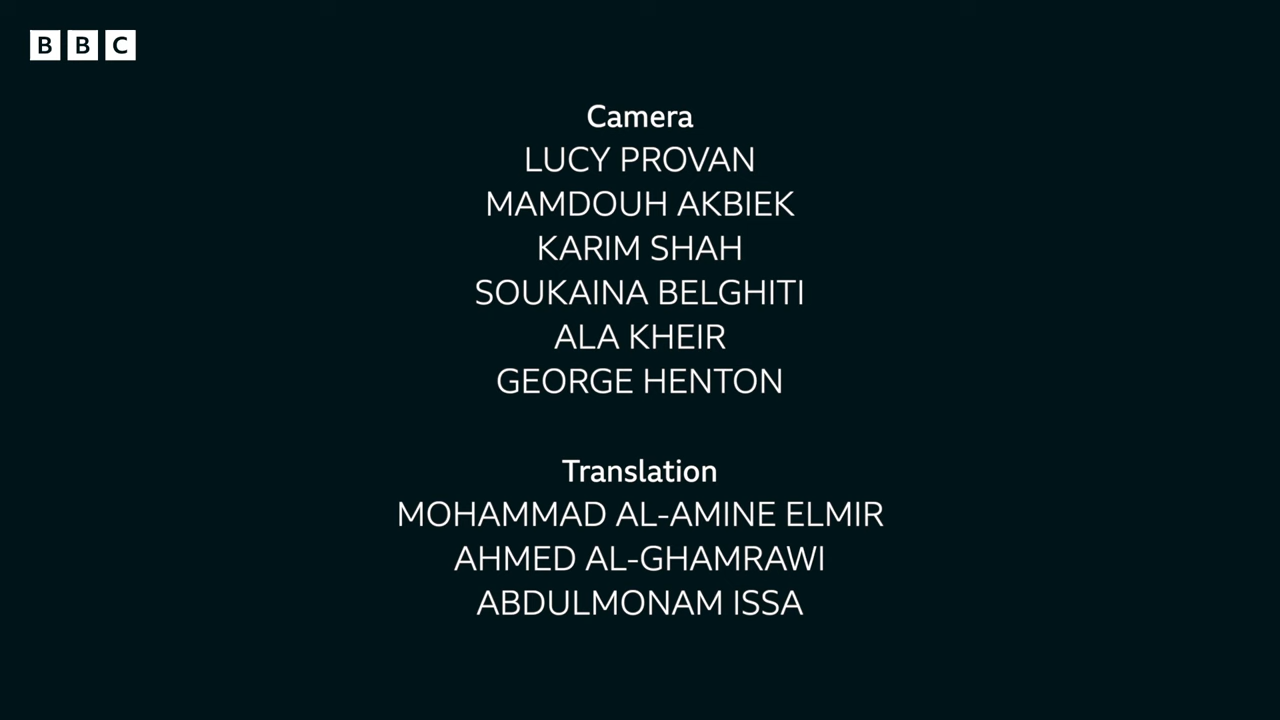 BBC
Camera
LUCY PROVAN
MAMDOUH AKBIEK
KARIM SHAH
SOUKAINA BELGHITI
ALA KHEIR
GEORGE HENTON
Translation
MOHAMMAD AL-AMINE ELMIR
AHMED AL-GHAMRAWI
ABDULMONAM ISSA